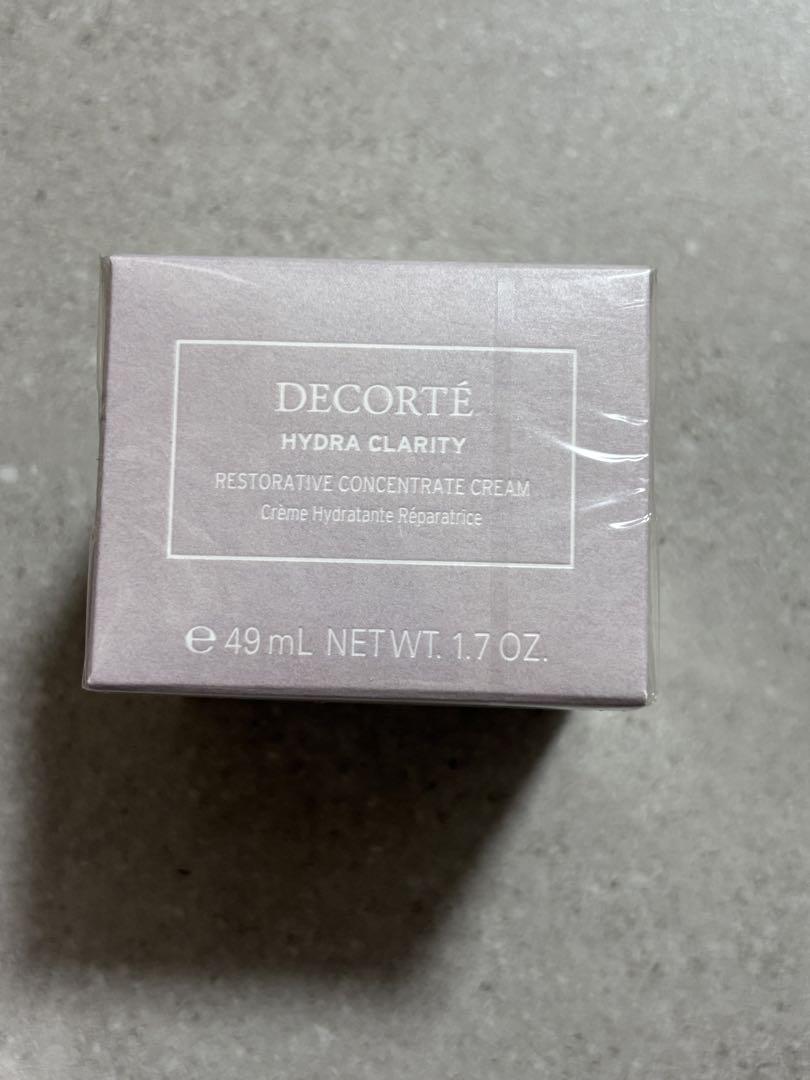 DECORTÉ
HYDRA CLARITY
RESTORATIVE CONCENTRATE CREAM
Crème Hydratante Réparatrice
℮ 49 mL NET WT. 1.7 OZ.